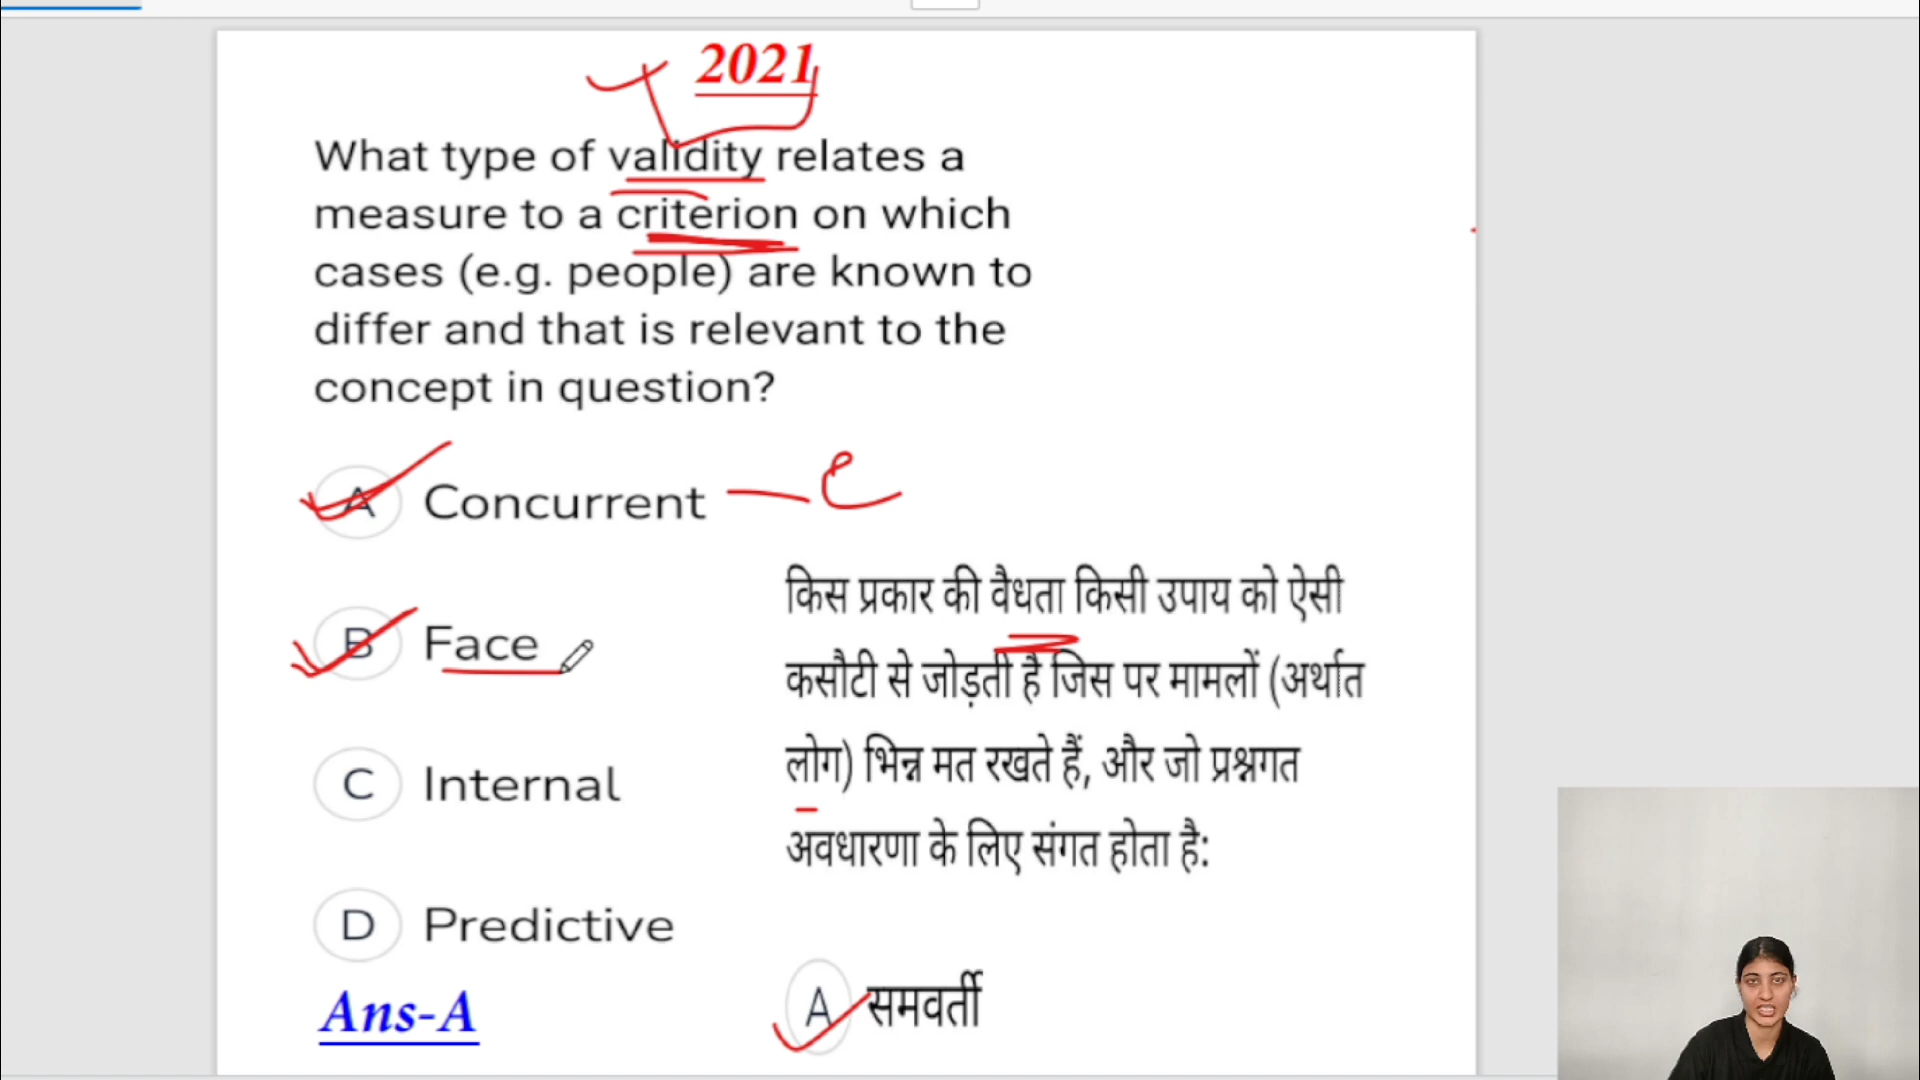 2021
What type of validity relates a
measure to a criterion on which
cases (e.g. people) are known to
differ and that is relevant to the
concept in question?
A Concurrent — C
B Face
C Internal
D Predictive
Ans-A
किस प्रकार की वैधता किसी उपाय को ऐसी
कसौटी से जोड़ती है जिस पर मामलों (अर्थात
लोग) भिन्न मत रखते हैं, और जो प्रश्नगत
अवधारणा के लिए संगत होता है:
A समवर्ती